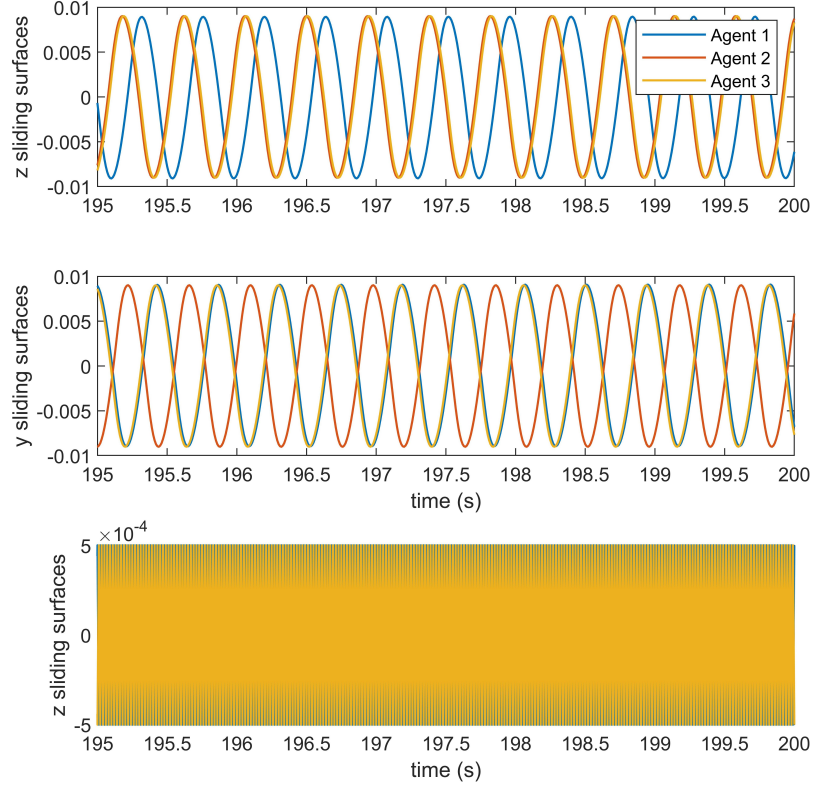 z sliding surfaces
0.01
0.005
0
-0.005
-0.01
195 195.5 196 196.5 197 197.5 198 198.5 199 199.5 200
Agent 1
Agent 2
Agent 3
y sliding surfaces
0.01
0.005
0
-0.005
-0.01
195 195.5 196 196.5 197 197.5 198 198.5 199 199.5 200
time (s)
z sliding surfaces
×10⁻⁴
5
0
-5
195 195.5 196 196.5 197 197.5 198 198.5 199 199.5 200
time (s)